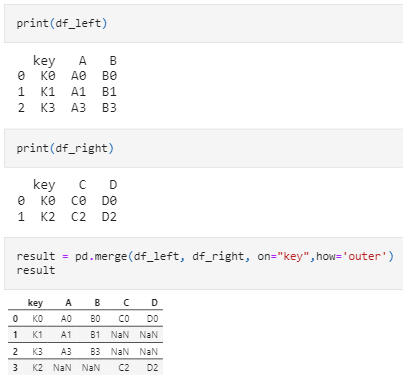 print(df_left)
key A B
0 K0 A0 B0
1 K1 A1 B1
2 K3 A3 B3
print(df_right)
key C D
0 K0 C0 D0
1 K2 C2 D2
result = pd.merge(df_left, df_right, on="key",how='outer')
result
key A B C D
0 K0 A0 B0 C0 D0
1 K1 A1 B1 NaN NaN
2 K3 A3 B3 NaN NaN
3 K2 NaN NaN C2 D2